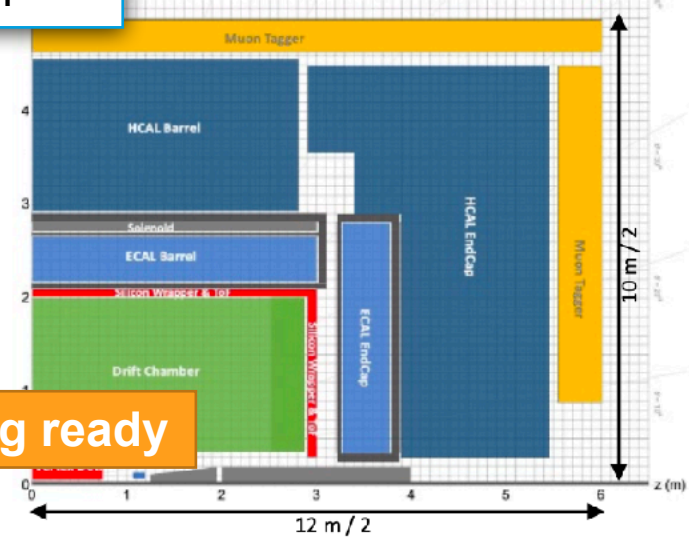 Muon Tagger
4
HCAL Barrel
3
HCAL EndCap
Solenoid
ECAL Barrel
10 m / 2
Muon Tagger
2
Silicon Wrapper & ToF
Silicon Wrapper & ToF
ECAL EndCap
Drift Chamber
g ready
0
0 1 2 3 4 5 6 z (m)
12 m / 2